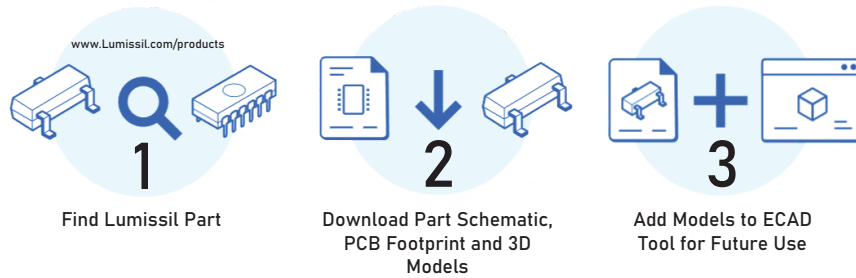 www.Lumissil.com/products
1
Find Lumissil Part
2
Download Part Schematic,
PCB Footprint and 3D
Models
3
Add Models to ECAD
Tool for Future Use